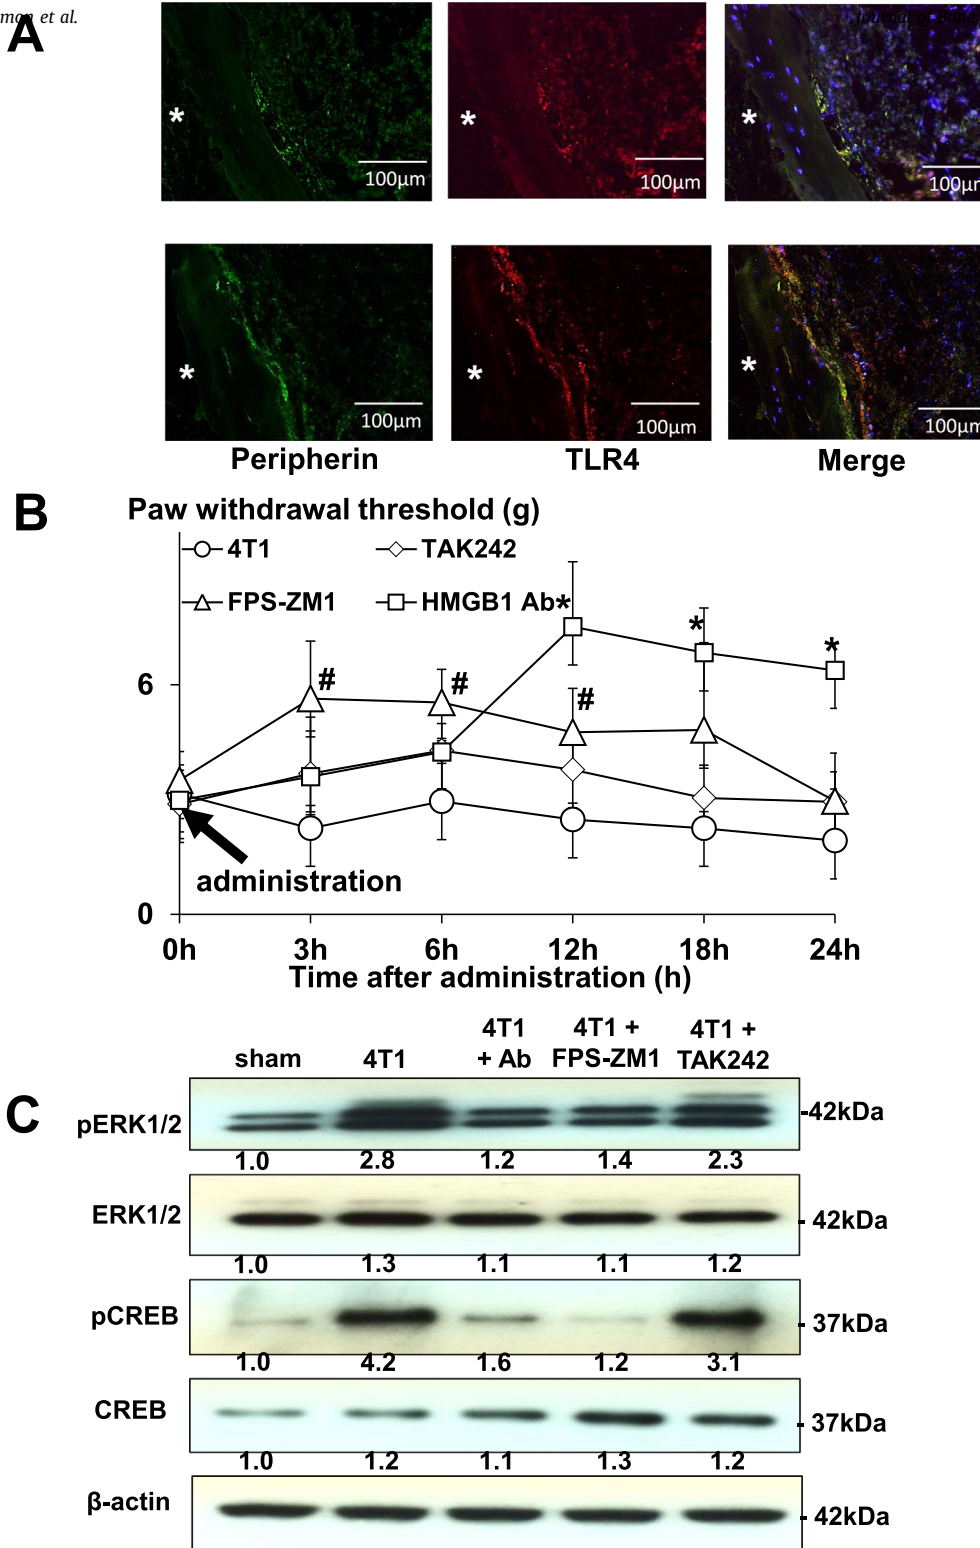 man et al.
A
*
100µm
*
100µm
*
*
100µm
*
100µm
*
Peripherin
TLR4
Merge
B
Paw withdrawal threshold (g)
4T1
TAK242
FPS-ZM1
HMGB1 Ab
*
*
*
#
#
#
6
administration
0
0h 3h 6h 12h 18h 24h
Time after administration (h)
C
sham
4T1
4T1
+ Ab
4T1 +
FPS-ZM1
4T1 +
TAK242
pERK1/2
-42kDa
1.0 2.8 1.2 1.4 2.3
ERK1/2
- 42kDa
1.0 1.3 1.1 1.1 1.2
pCREB
- 37kDa
1.0 4.2 1.6 1.2 3.1
CREB
- 37kDa
1.0 1.2 1.1 1.3 1.2
β-actin
- 42kDa